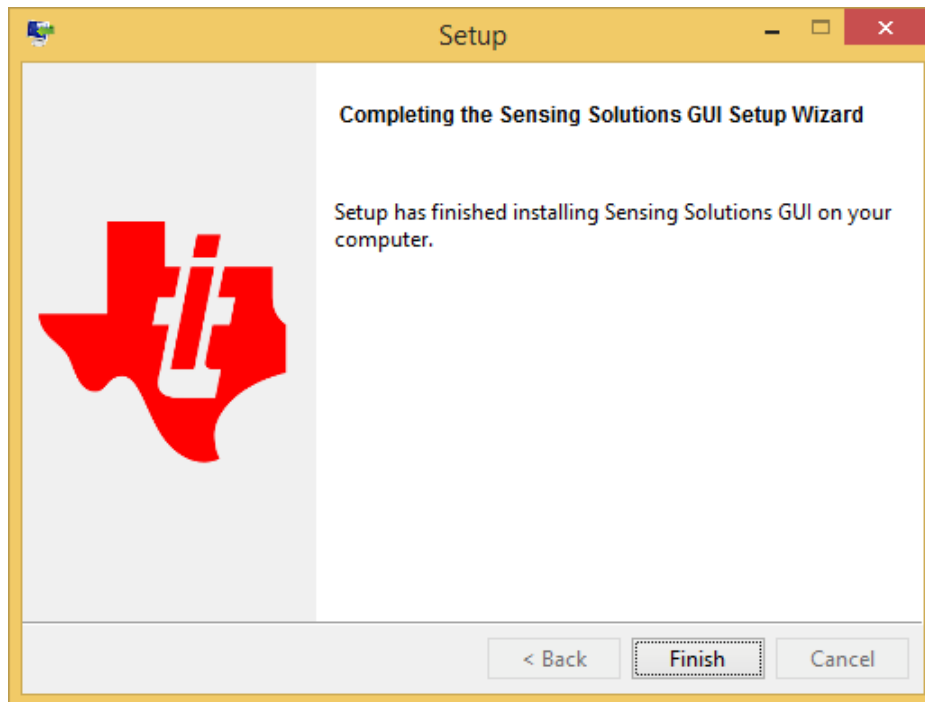 Setup
Completing the Sensing Solutions GUI Setup Wizard
Setup has finished installing Sensing Solutions GUI on your
computer.
ti
< Back
Finish
Cancel